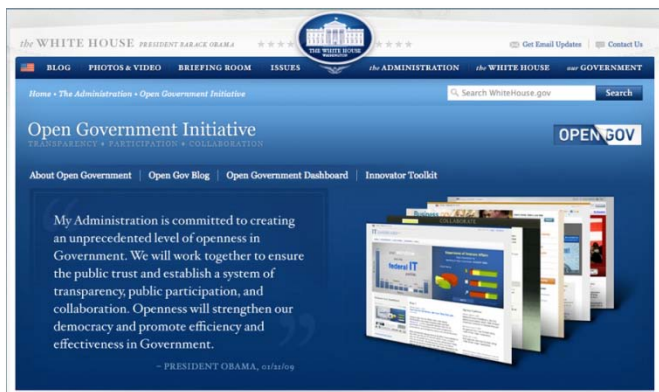 the WHITE HOUSE PRESIDENT BARACK OBAMA
THE WHITE HOUSE
Get Email Updates
Contact Us
BLOG PHOTOS & VIDEO BRIEFING ROOM ISSUES the ADMINISTRATION the WHITE HOUSE our GOVERNMENT
Home • The Administration • Open Government Initiative
Search WhiteHouse.gov
Search
Open Government Initiative
TRANSPARENCY • PARTICIPATION • COLLABORATION
OPEN GOV
About Open Government | Open Gov Blog | Open Government Dashboard | Innovator Toolkit
“My Administration is committed to creating
an unprecedented level of openness in
Government. We will work together to ensure
the public trust and establish a system of
transparency, public participation, and
collaboration. Openness will strengthen our
democracy and promote efficiency and
effectiveness in Government.”
– PRESIDENT OBAMA, 01/21/09
COLLABORATE
IT
federal IT